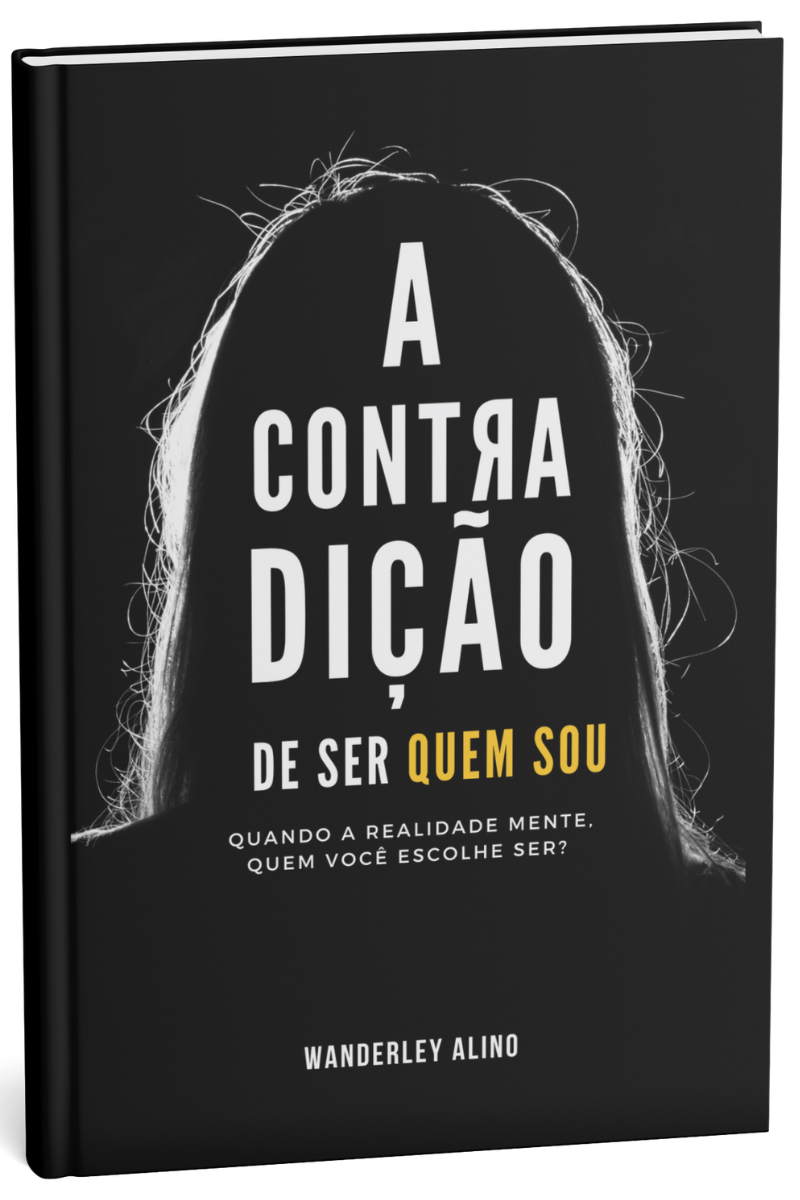 A
CONTRA
DIÇÃO
DE SER QUEM SOU
QUANDO A REALIDADE MENTE,
QUEM VOCÊ ESCOLHE SER?
WANDERLEY ALINO